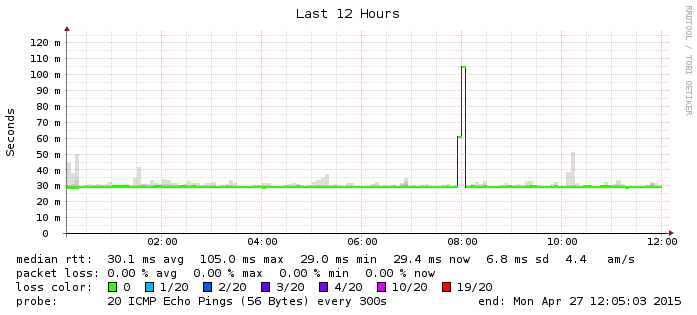 Last 12 Hours
RRDTOOL / TOBI OETIKER
Seconds
120 m
110 m
100 m
90 m
80 m
70 m
60 m
50 m
40 m
30 m
20 m
10 m
0
02:00 04:00 06:00 08:00 10:00 12:00
median rtt: 30.1 ms avg 105.0 ms max 29.0 ms min 29.4 ms now 6.8 ms sd 4.4 am/s
packet loss: 0.00 % avg 0.00 % max 0.00 % min 0.00 % now
loss color: 0 1/20 2/20 3/20 4/20 10/20 19/20
probe: 20 ICMP Echo Pings (56 Bytes) every 300s end: Mon Apr 27 12:05:03 2015